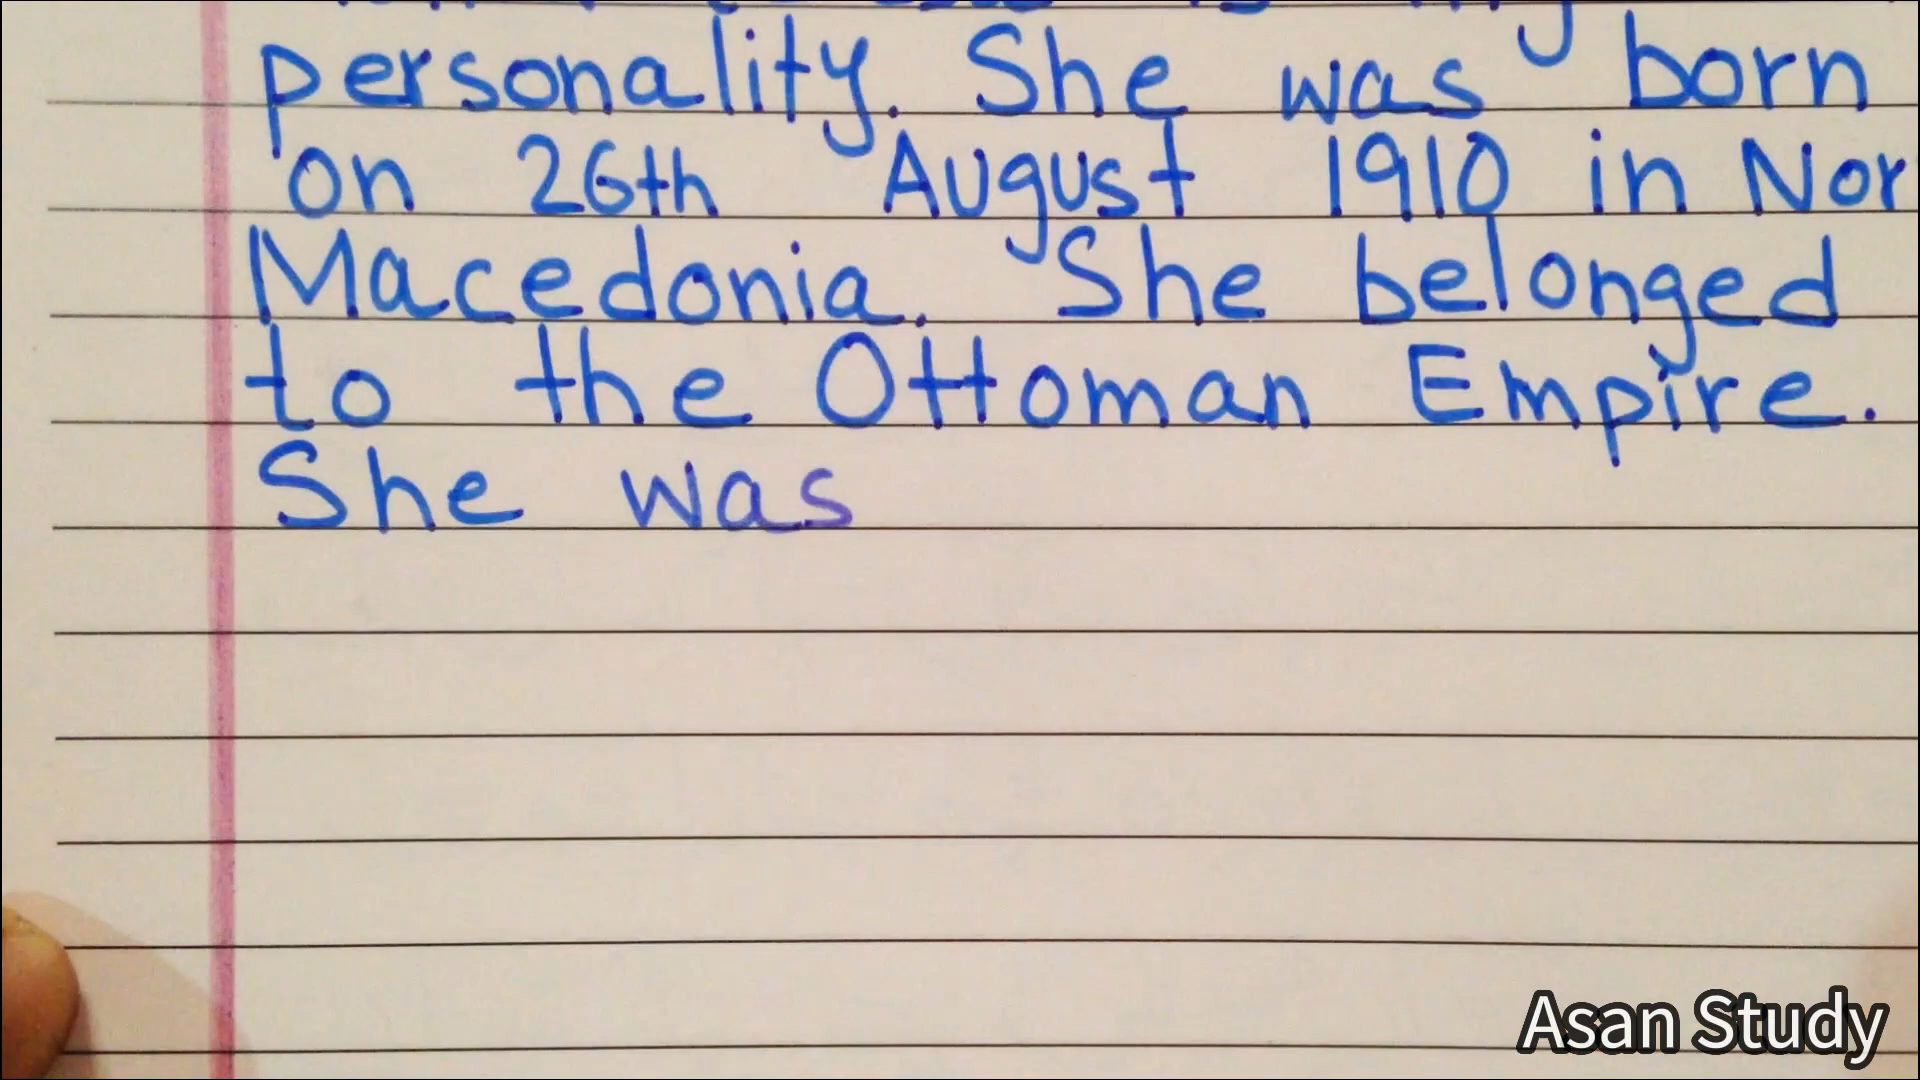 personality. She was born
on 26th August 1910 in Nor
Macedonia. She belonged
to the Ottoman Empire.
She was
Asan Study